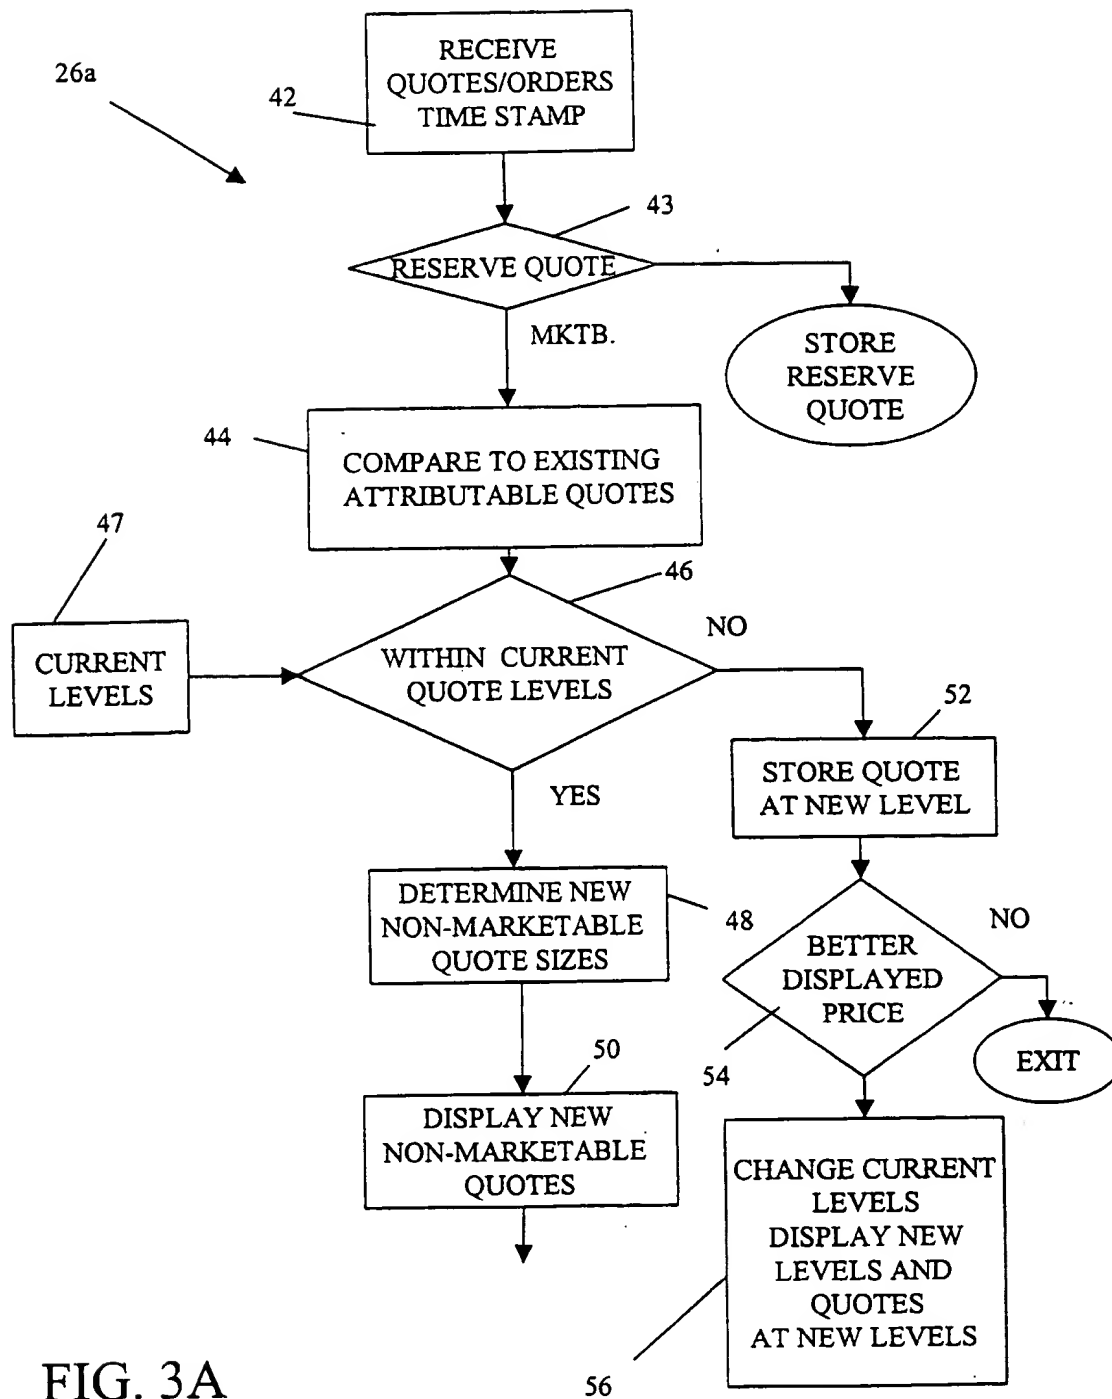 RECEIVE
QUOTES/ORDERS
TIME STAMP
26a
42
43
RESERVE QUOTE
MKTB.
STORE
RESERVE
QUOTE
44
COMPARE TO EXISTING
ATTRIBUTABLE QUOTES
47
46
CURRENT
LEVELS
WITHIN CURRENT
QUOTE LEVELS
NO
YES
52
STORE QUOTE
AT NEW LEVEL
DETERMINE NEW
NON-MARKETABLE
QUOTE SIZES
48
BETTER
DISPLAYED
PRICE
NO
54
EXIT
50
DISPLAY NEW
NON-MARKETABLE
QUOTES
CHANGE CURRENT
LEVELS
DISPLAY NEW
LEVELS AND
QUOTES
AT NEW LEVELS
56
FIG. 3A